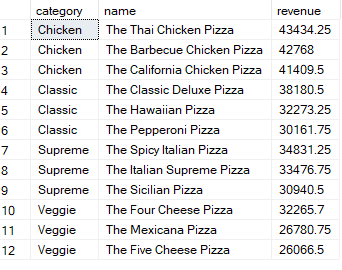 category name revenue
1 Chicken The Thai Chicken Pizza 43434.25
2 Chicken The Barbecue Chicken Pizza 42768
3 Chicken The California Chicken Pizza 41409.5
4 Classic The Classic Deluxe Pizza 38180.5
5 Classic The Hawaiian Pizza 32273.25
6 Classic The Pepperoni Pizza 30161.75
7 Supreme The Spicy Italian Pizza 34831.25
8 Supreme The Italian Supreme Pizza 33476.75
9 Supreme The Sicilian Pizza 30940.5
10 Veggie The Four Cheese Pizza 32265.7
11 Veggie The Mexicana Pizza 26780.75
12 Veggie The Five Cheese Pizza 26066.5